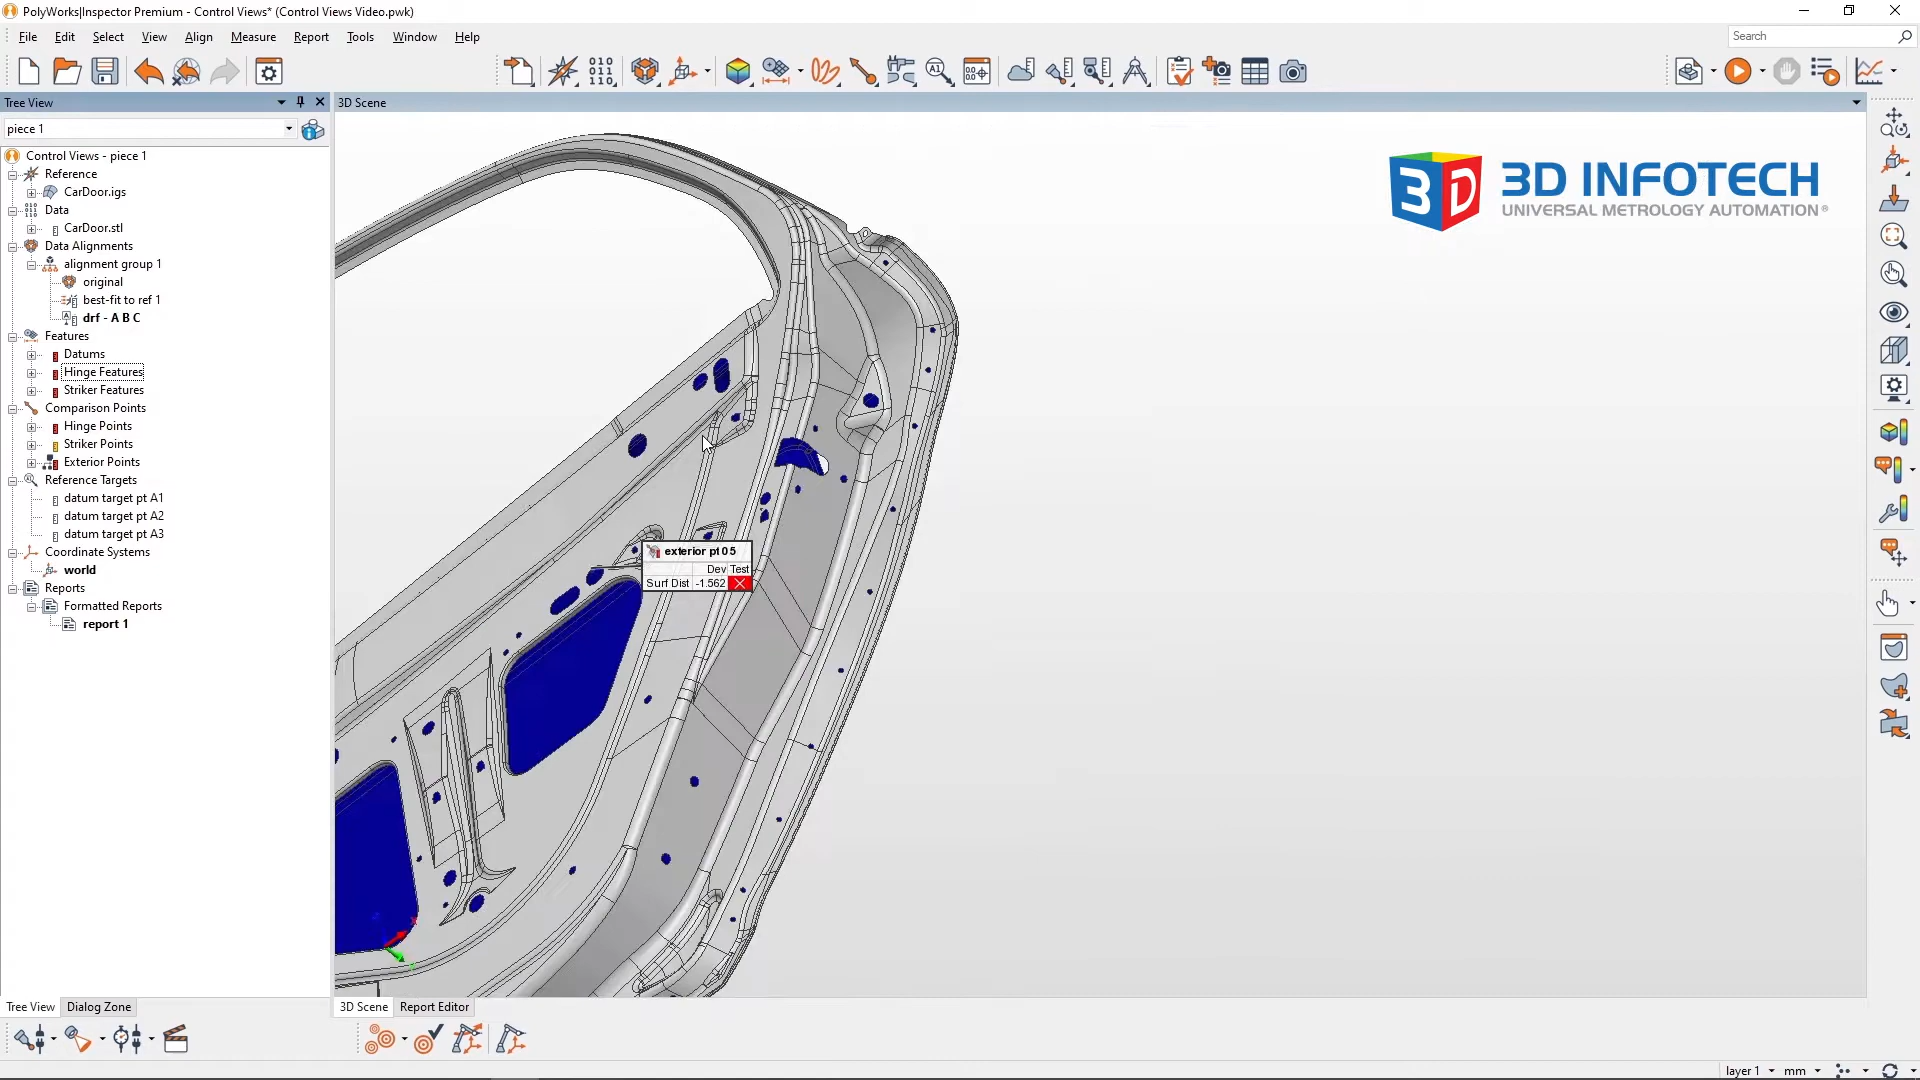 PolyWorks|Inspector Premium - Control Views* (Control Views Video.pwk)
File Edit Select View Align Measure Report Tools Window Help
Search
Tree View
3D Scene
piece 1
Control Views - piece 1
Reference
CarDoor.igs
Data
CarDoor.stl
Data Alignments
alignment group 1
original
best-fit to ref 1
drf - A B C
Features
Datums
Hinge Features
Striker Features
Comparison Points
Hinge Points
Striker Points
Exterior Points
Reference Targets
datum target pt A1
datum target pt A2
datum target pt A3
Coordinate Systems
world
Reports
Formatted Reports
report 1
3D INFOTECH
UNIVERSAL METROLOGY AUTOMATION®
exterior pt 05
Dev Test
Surf Dist -1.562
Tree View Dialog Zone
3D Scene Report Editor
layer 1 mm